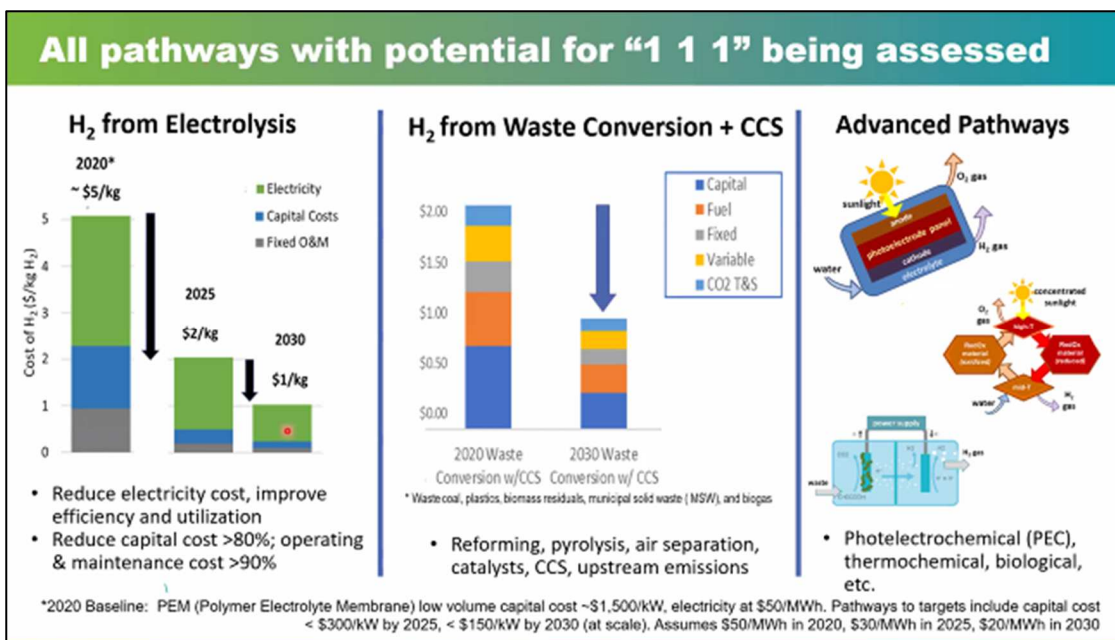 All pathways with potential for “1 1 1” being assessed
H₂ from Electrolysis
2020*
~ $5/kg
Electricity
Capital Costs
Fixed O&M
Cost of H₂ ($/kg H₂)
5
4
3
2
1
0
2025
$2/kg
2030
$1/kg
• Reduce electricity cost, improve
efficiency and utilization
• Reduce capital cost >80%; operating
& maintenance cost >90%
H₂ from Waste Conversion + CCS
$2.00
$1.50
$1.00
$0.50
$0.00
Capital
Fuel
Fixed
Variable
CO2 T&S
2020 Waste
Conversion w/CCS
2030 Waste
Conversion w/ CCS
* Waste coal, plastics, biomass residuals, municipal solid waste ( MSW), and biogas
• Reforming, pyrolysis, air separation,
catalysts, CCS, upstream emissions
Advanced Pathways
O₂ gas
sunlight
anode
photoelectrode panel
cathode
electrolyte
H₂ gas
water
concentrated
sunlight
O₂
gas
high-T
RedOx
material
(oxidized)
RedOx
material
(reduced)
mid-T
water
H₂
gas
power supply
H₂ gas
waste
• Photelectrochemical (PEC),
thermochemical, biological,
etc.
*2020 Baseline: PEM (Polymer Electrolyte Membrane) low volume capital cost ~$1,500/kW, electricity at $50/MWh. Pathways to targets include capital cost
< $300/kW by 2025, < $150/kW by 2030 (at scale). Assumes $50/MWh in 2020, $30/MWh in 2025, $20/MWh in 2030